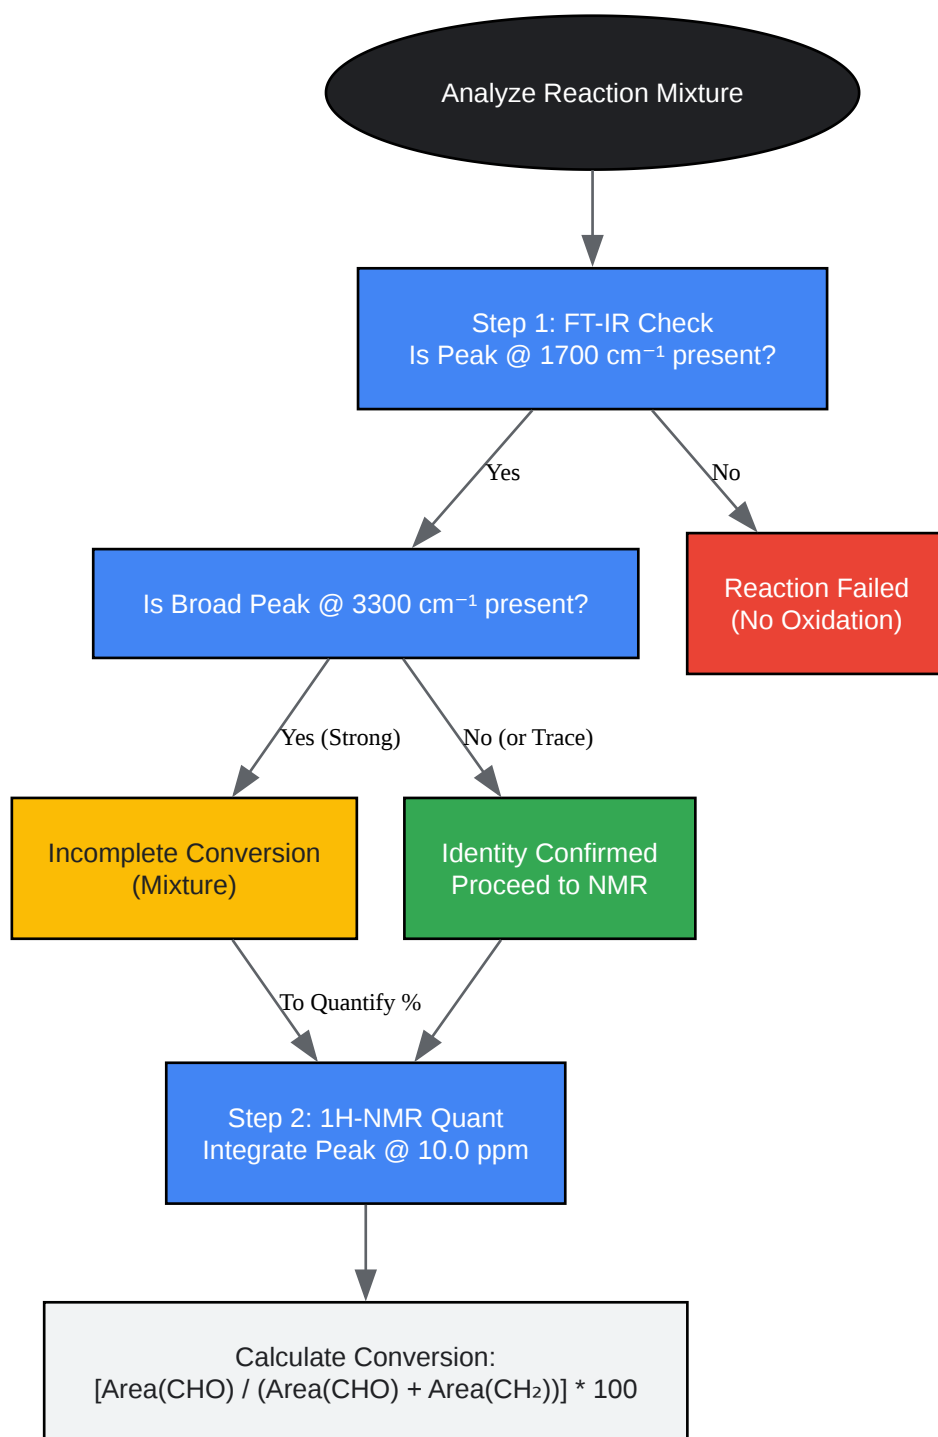 Analyze Reaction Mixture
Step 1: FT-IR Check
Is Peak @ 1700 cm⁻¹ present?
Yes
No
Is Broad Peak @ 3300 cm⁻¹ present?
Reaction Failed
(No Oxidation)
Yes (Strong)
No (or Trace)
Incomplete Conversion
(Mixture)
Identity Confirmed
Proceed to NMR
To Quantify %
Step 2: 1H-NMR Quant
Integrate Peak @ 10.0 ppm
Calculate Conversion:
[Area(CHO) / (Area(CHO) + Area(CH₂))] * 100